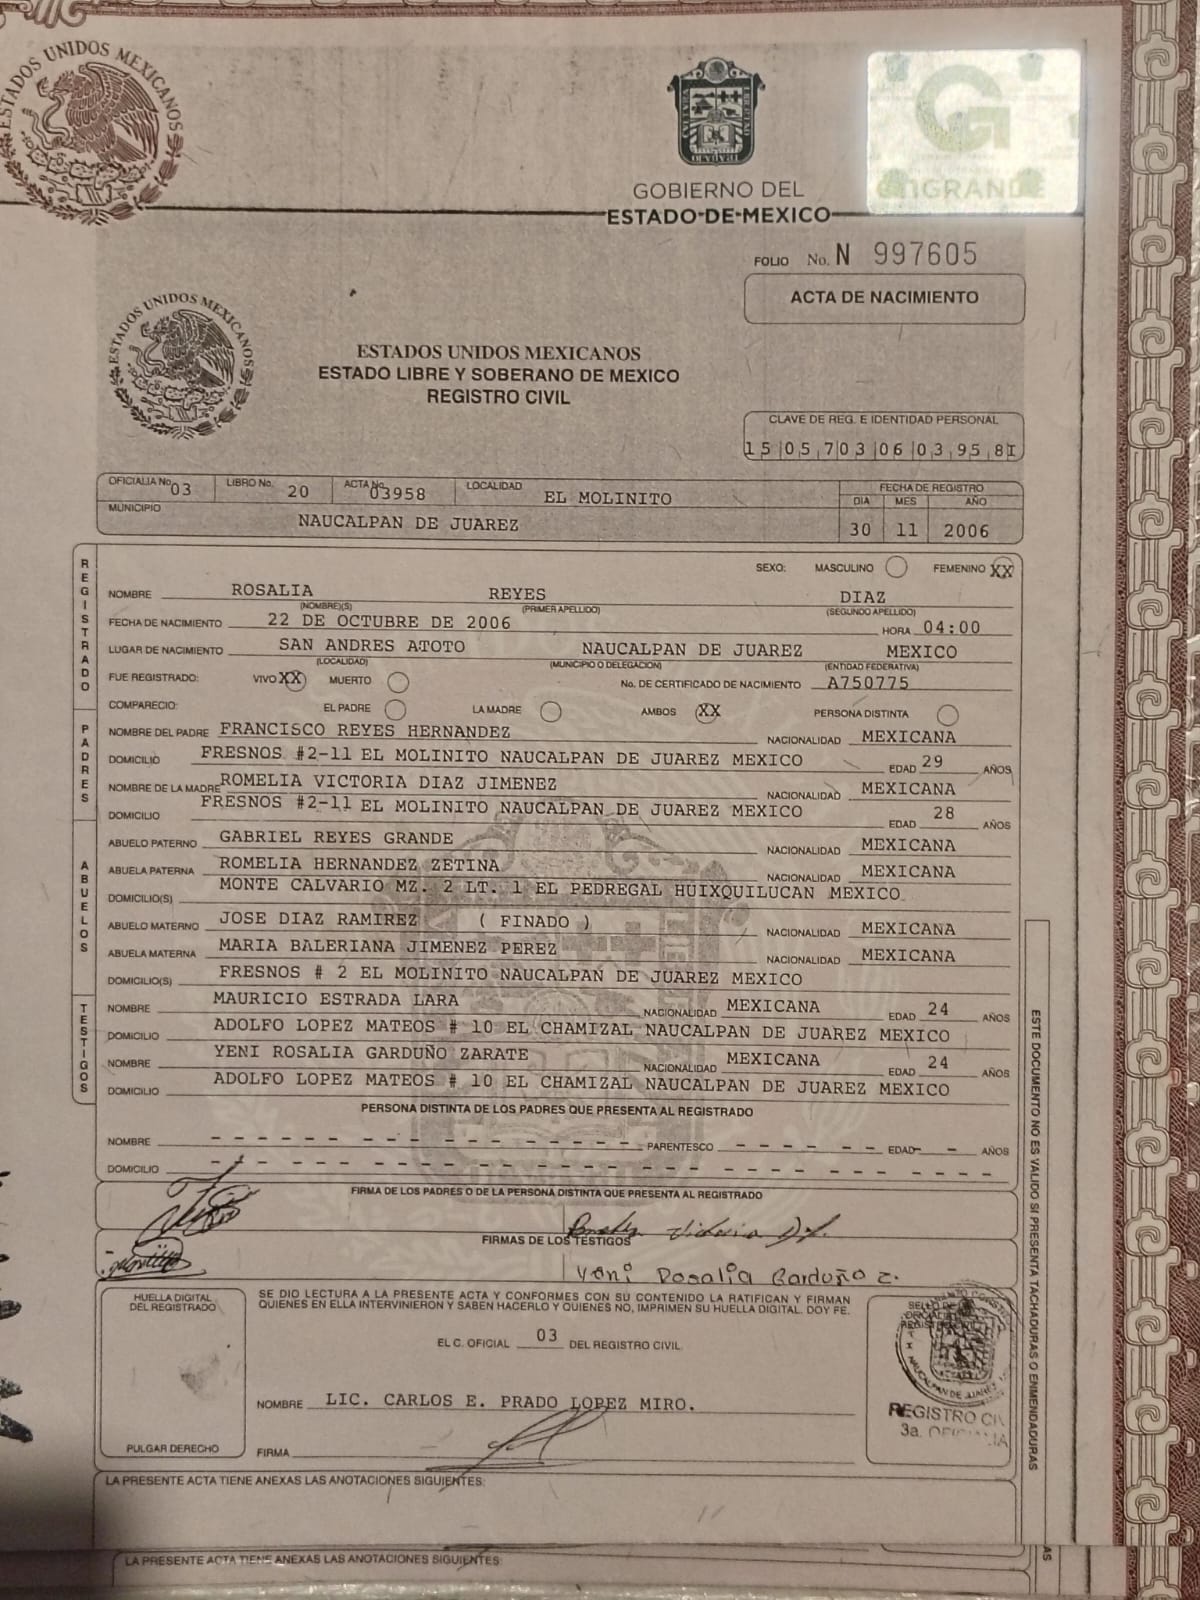 ESTADOS UNIDOS MEXICANOS
GOBIERNO DEL
ESTADO DE MEXICO
GRANDE
FOLIO No. N 997605
ACTA DE NACIMIENTO
ESTADOS UNIDOS MEXICANOS
ESTADOS UNIDOS MEXICANOS
ESTADO LIBRE Y SOBERANO DE MEXICO
REGISTRO CIVIL
CLAVE DE REG. E IDENTIDAD PERSONAL
15 05 7 03 06 03 95 8I
OFICIALIA No. 03 LIBRO No. 20 ACTA No. 03958 LOCALIDAD EL MOLINITO FECHA DE REGISTRO
DIA MES AÑO
MUNICIPIO NAUCALPAN DE JUAREZ 30 11 2006
REGISTRADO
SEXO: MASCULINO FEMENINO XX
NOMBRE ROSALIA REYES DIAZ
(NOMBRE)(S) (PRIMER APELLIDO) (SEGUNDO APELLIDO)
FECHA DE NACIMIENTO 22 DE OCTUBRE DE 2006 HORA 04:00
LUGAR DE NACIMIENTO SAN ANDRES ATOTO NAUCALPAN DE JUAREZ MEXICO
(LOCALIDAD) (MUNICIPIO O DELEGACION) (ENTIDAD FEDERATIVA)
FUE REGISTRADO: VIVO XX MUERTO No. DE CERTIFICADO DE NACIMIENTO A750775
COMPARECIO: EL PADRE LA MADRE AMBOS XX PERSONA DISTINTA
PADRES
NOMBRE DEL PADRE FRANCISCO REYES HERNANDEZ NACIONALIDAD MEXICANA
DOMICILIO FRESNOS #2-11 EL MOLINITO NAUCALPAN DE JUAREZ MEXICO EDAD 29 AÑOS
NOMBRE DE LA MADRE ROMELIA VICTORIA DIAZ JIMENEZ NACIONALIDAD MEXICANA
DOMICILIO FRESNOS #2-11 EL MOLINITO NAUCALPAN DE JUAREZ MEXICO EDAD 28 AÑOS
ABUELOS
ABUELO PATERNO GABRIEL REYES GRANDE NACIONALIDAD MEXICANA
ABUELA PATERNA ROMELIA HERNANDEZ ZETINA NACIONALIDAD MEXICANA
DOMICILIO(S) MONTE CALVARIO MZ. 2 LT. 1 EL PEDREGAL HUIXQUILUCAN MEXICO
ABUELO MATERNO JOSE DIAZ RAMIREZ ( FINADO ) NACIONALIDAD MEXICANA
ABUELA MATERNA MARIA BALERIANA JIMENEZ PEREZ NACIONALIDAD MEXICANA
DOMICILIO(S) FRESNOS # 2 EL MOLINITO NAUCALPAN DE JUAREZ MEXICO
TESTIGOS
NOMBRE MAURICIO ESTRADA LARA NACIONALIDAD MEXICANA EDAD 24 AÑOS
DOMICILIO ADOLFO LOPEZ MATEOS # 10 EL CHAMIZAL NAUCALPAN DE JUAREZ MEXICO
NOMBRE YENI ROSALIA GARDUÑO ZARATE NACIONALIDAD MEXICANA EDAD 24 AÑOS
DOMICILIO ADOLFO LOPEZ MATEOS # 10 EL CHAMIZAL NAUCALPAN DE JUAREZ MEXICO
PERSONA DISTINTA DE LOS PADRES QUE PRESENTA AL REGISTRADO
NOMBRE PARENTESCO EDAD AÑOS
DOMICILIO
FIRMA DE LOS PADRES O DE LA PERSONA DISTINTA QUE PRESENTA AL REGISTRADO
Victoria
FIRMAS DE LOS TESTIGOS
Yeni Rosalia Garduño Z.
HUELLA DIGITAL
DEL REGISTRADO
PULGAR DERECHO
SE DIO LECTURA A LA PRESENTE ACTA Y CONFORMES CON SU CONTENIDO LA RATIFICAN Y FIRMAN
QUIENES EN ELLA INTERVINIERON Y SABEN HACERLO Y QUIENES NO, IMPRIMEN SU HUELLA DIGITAL. DOY FE.
EL C. OFICIAL 03 DEL REGISTRO CIVIL
NOMBRE LIC. CARLOS E. PRADO LOPEZ MIRO.
FIRMA
NAUCALPAN DE JUAREZ
REGISTRO CIV
3a. OFICIALIA
ESTE DOCUMENTO NO ES VALIDO SI PRESENTA TACHADURAS O ENMENDADURAS
LA PRESENTE ACTA TIENE ANEXAS LAS ANOTACIONES SIGUIENTES:
LA PRESENTE ACTA TIENE ANEXAS LAS ANOTACIONES SIGUIENTES:
AS